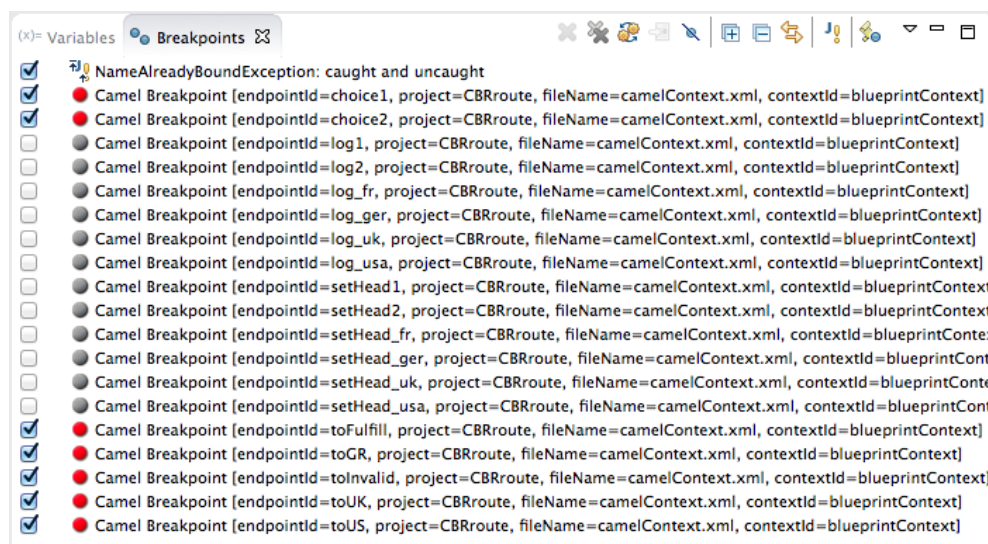 (x)= Variables Breakpoints
NameAlreadyBoundException: caught and uncaught
Camel Breakpoint [endpointId=choice1, project=CBRroute, fileName=camelContext.xml, contextId=blueprintContext]
Camel Breakpoint [endpointId=choice2, project=CBRroute, fileName=camelContext.xml, contextId=blueprintContext]
Camel Breakpoint [endpointId=log1, project=CBRroute, fileName=camelContext.xml, contextId=blueprintContext]
Camel Breakpoint [endpointId=log2, project=CBRroute, fileName=camelContext.xml, contextId=blueprintContext]
Camel Breakpoint [endpointId=log_fr, project=CBRroute, fileName=camelContext.xml, contextId=blueprintContext]
Camel Breakpoint [endpointId=log_ger, project=CBRroute, fileName=camelContext.xml, contextId=blueprintContext]
Camel Breakpoint [endpointId=log_uk, project=CBRroute, fileName=camelContext.xml, contextId=blueprintContext]
Camel Breakpoint [endpointId=log_usa, project=CBRroute, fileName=camelContext.xml, contextId=blueprintContext]
Camel Breakpoint [endpointId=setHead1, project=CBRroute, fileName=camelContext.xml, contextId=blueprintContext
Camel Breakpoint [endpointId=setHead2, project=CBRroute, fileName=camelContext.xml, contextId=blueprintContext
Camel Breakpoint [endpointId=setHead_fr, project=CBRroute, fileName=camelContext.xml, contextId=blueprintConte
Camel Breakpoint [endpointId=setHead_ger, project=CBRroute, fileName=camelContext.xml, contextId=blueprintCont
Camel Breakpoint [endpointId=setHead_uk, project=CBRroute, fileName=camelContext.xml, contextId=blueprintConte
Camel Breakpoint [endpointId=setHead_usa, project=CBRroute, fileName=camelContext.xml, contextId=blueprintCont
Camel Breakpoint [endpointId=toFulfill, project=CBRroute, fileName=camelContext.xml, contextId=blueprintContext]
Camel Breakpoint [endpointId=toGR, project=CBRroute, fileName=camelContext.xml, contextId=blueprintContext]
Camel Breakpoint [endpointId=toInvalid, project=CBRroute, fileName=camelContext.xml, contextId=blueprintContext]
Camel Breakpoint [endpointId=toUK, project=CBRroute, fileName=camelContext.xml, contextId=blueprintContext]
Camel Breakpoint [endpointId=toUS, project=CBRroute, fileName=camelContext.xml, contextId=blueprintContext]